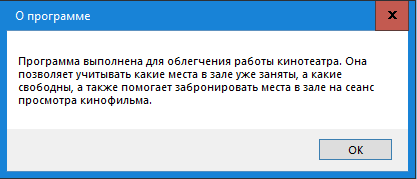 О программе
x
Программа выполнена для облегчения работы кинотеатра. Она
позволяет учитывать какие места в зале уже заняты, а какие
свободны, а также помогает забронировать места в зале на сеанс
просмотра кинофильма.
OK